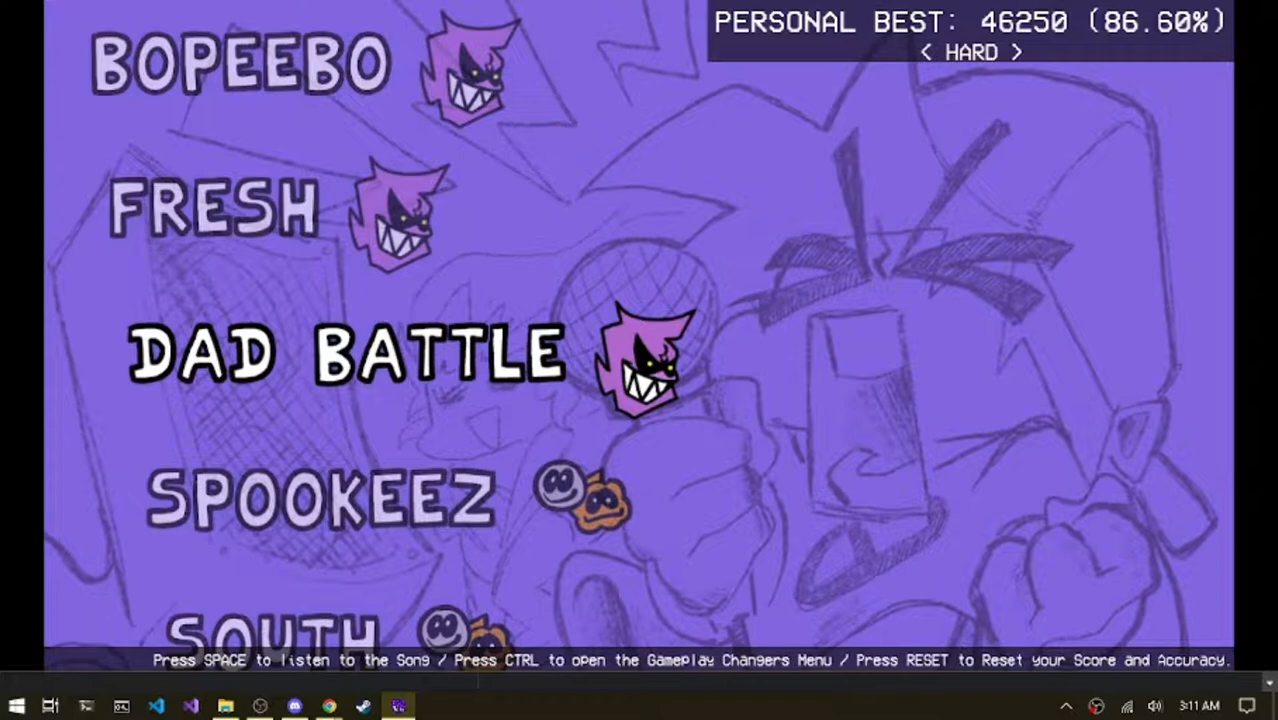 BOPEEBO
PERSONAL BEST: 46250 (86.60%)
< HARD >
FRESH
DAD BATTLE
SPOOKEEZ
SOUTH
Press SPACE to listen to the Song / Press CTRL to open the Gameplay Changers Menu / Press RESET to Reset your Score and Accuracy.
3:11 AM